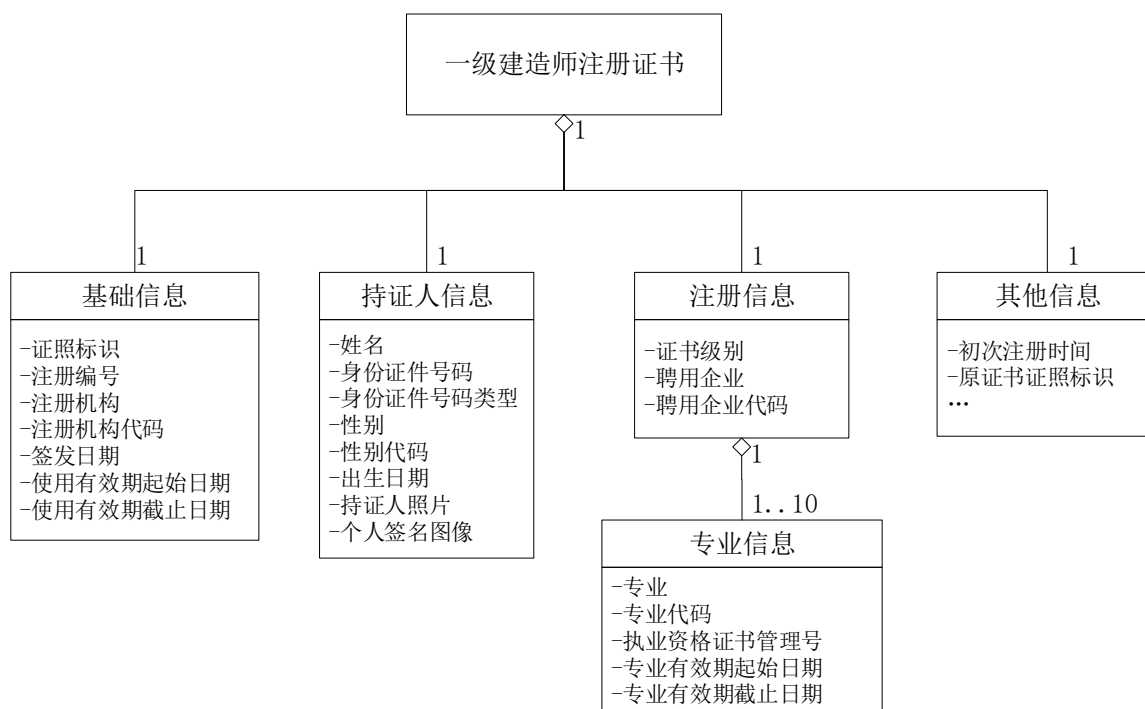 一级建造师注册证书
1
1
1
1
1
基础信息
-证照标识
-注册编号
-注册机构
-注册机构代码
-签发日期
-使用有效期起始日期
-使用有效期截止日期
持证人信息
-姓名
-身份证件号码
-身份证件号码类型
-性别
-性别代码
-出生日期
-持证人照片
-个人签名图像
注册信息
-证书级别
-聘用企业
-聘用企业代码
其他信息
-初次注册时间
-原证书证照标识
…
1
1..10
专业信息
-专业
-专业代码
-执业资格证书管理号
-专业有效期起始日期
-专业有效期截止日期